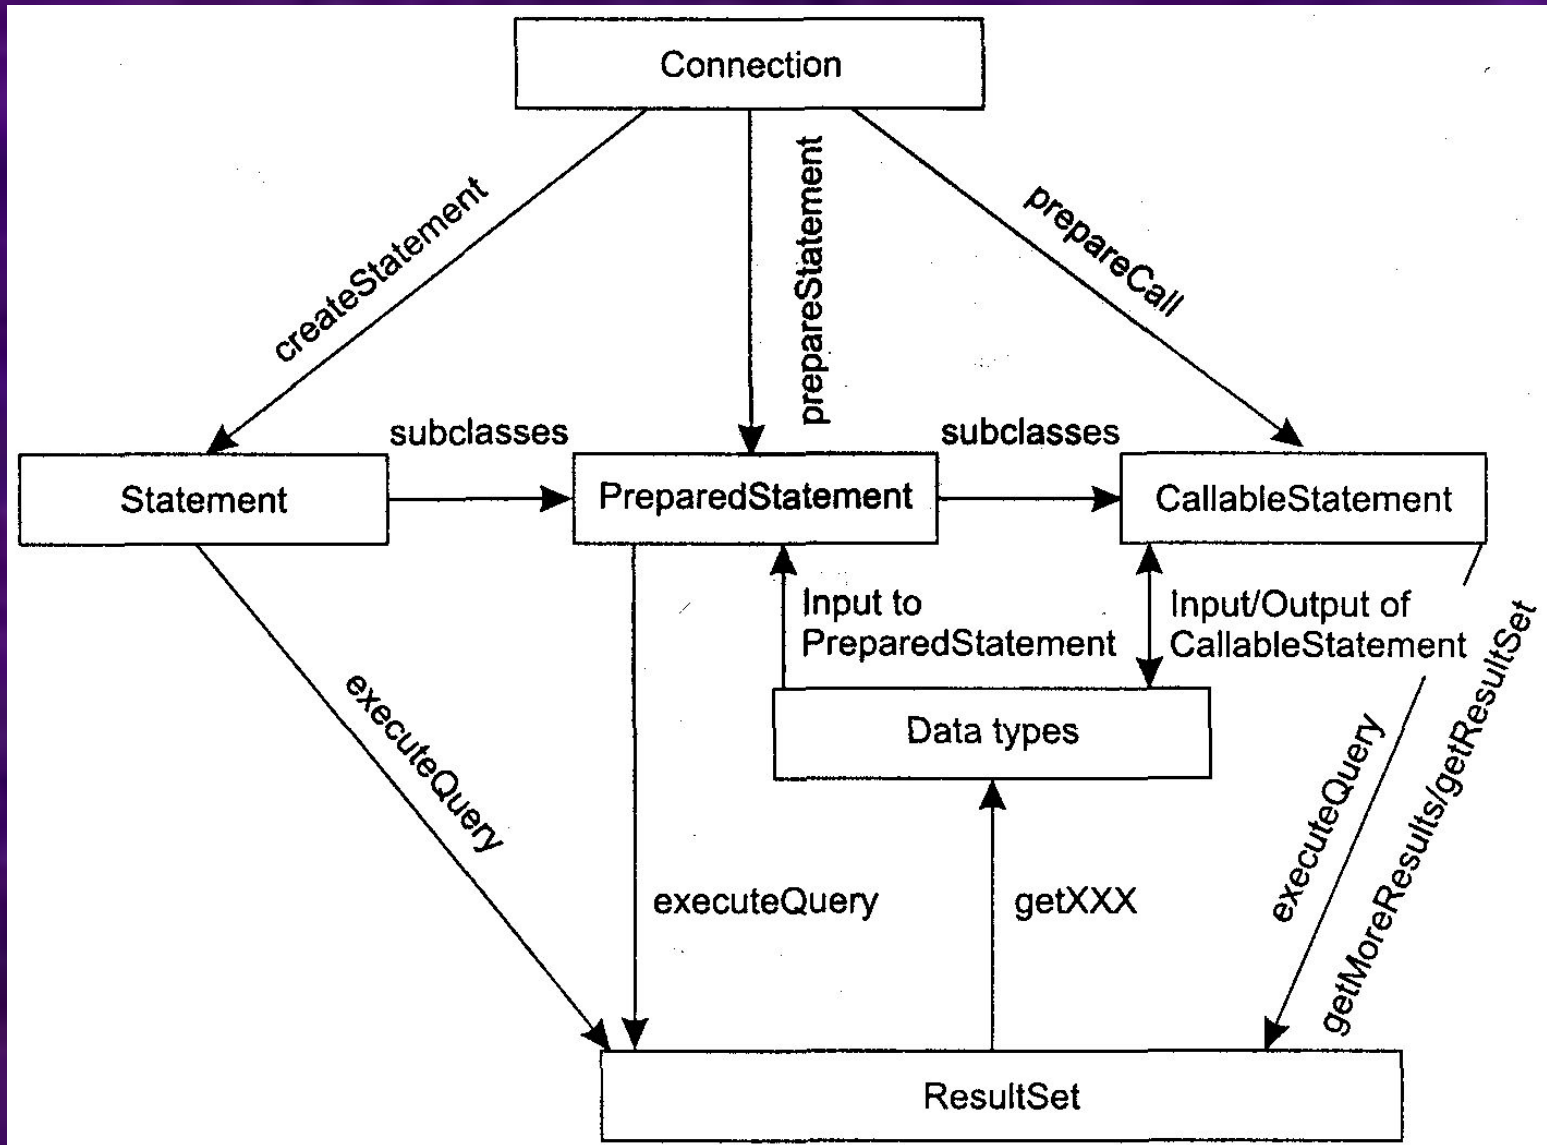 Connection
createStatement
prepareStatement
prepareCall
subclasses
subclasses
Statement
PreparedStatement
CallableStatement
Input to
PreparedStatement
Input/Output of
CallableStatement
executeQuery
Data types
executeQuery
getXXX
executeQuery
getMoreResults/getResultSet
ResultSet